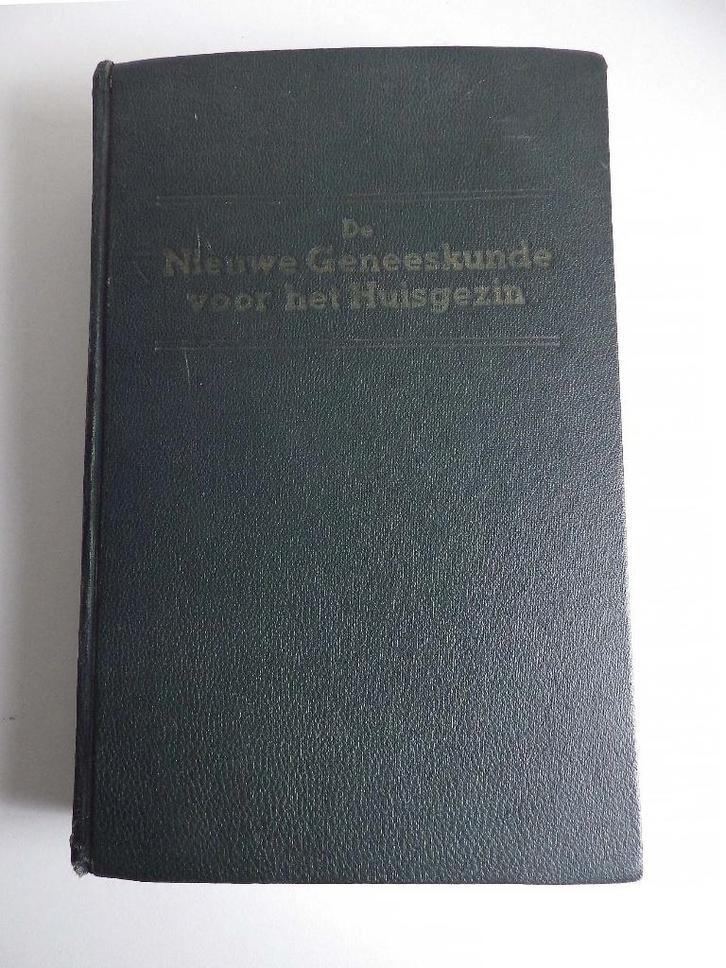 De
Nieuwe Geneeskunde
voor het Huisgezin